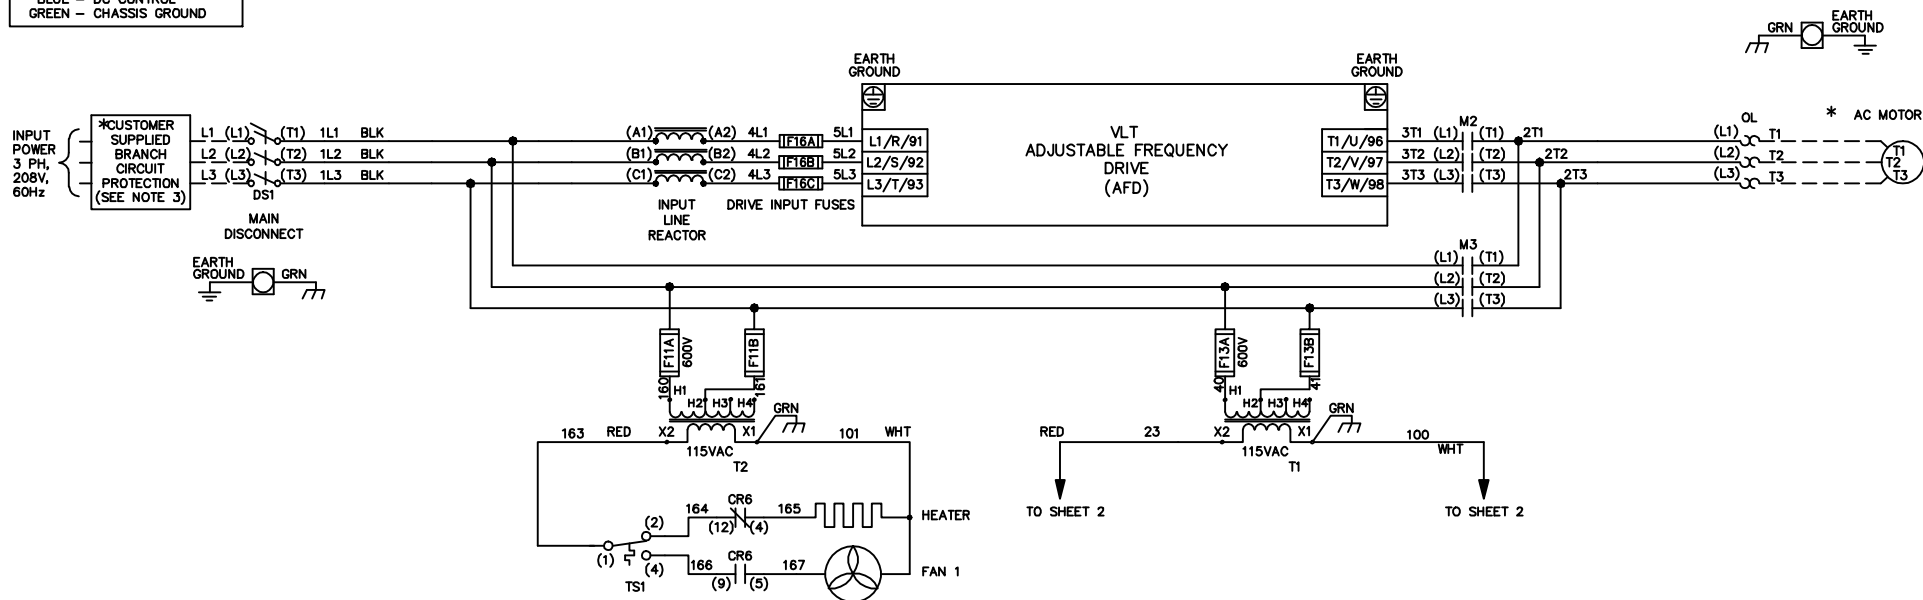 BLUE - DC CONTROL
GREEN - CHASSIS GROUND
EARTH
GROUND
GRN
EARTH
GROUND
EARTH
GROUND
INPUT
POWER
3 PH,
208V,
60Hz
*CUSTOMER
SUPPLIED
BRANCH
CIRCUIT
PROTECTION
(SEE NOTE 3)
L1 (L1) (T1) 1L1 BLK
L2 (L2) (T2) 1L2 BLK
L3 (L3) (T3) 1L3 BLK
DS1
MAIN
DISCONNECT
(A1) (A2) 4L1 F16A 5L1 L1/R/91
(B1) (B2) 4L2 F16B 5L2 L2/S/92
(C1) (C2) 4L3 F16C 5L3 L3/T/93
INPUT
LINE
REACTOR
DRIVE INPUT FUSES
VLT
ADJUSTABLE FREQUENCY
DRIVE
(AFD)
M2
T1/U/96 3T1 (L1) (T1) 2T1
T2/V/97 3T2 (L2) (T2) 2T2
T3/W/98 3T3 (L3) (T3) 2T3
OL
* AC MOTOR
(L1) T1
(L2) T2
(L3) T3
T1
T2
T3
EARTH
GROUND
GRN
M3
(L1) (T1)
(L2) (T2)
(L3) (T3)
F11A
600V
F11B
160
161
H1
H2 H3 H4
GRN
163 RED X2 X1 101 WHT
115VAC
T2
F13A
600V
F13B
40
41
H1
H2 H3 H4
GRN
RED 23 X2 X1 100
WHT
115VAC
T1
TO SHEET 2
TO SHEET 2
CR6
(2) 164 (12) (4) 165 HEATER
(1)
TS1
(4)
CR6
166 (9) (5) 167 FAN 1